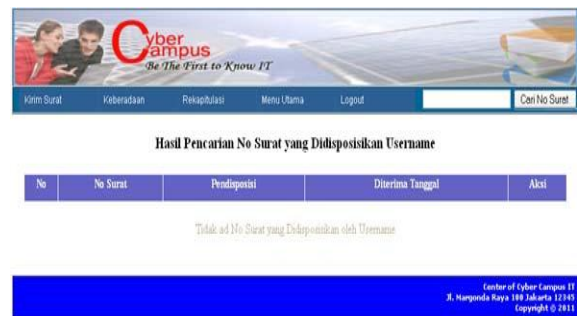 Cyber
Campus
Be The First to Know IT
Kirim Surat Keberadaan Rekapitulasi Menu Utama Logout Cari No Surat
Hasil Pencarian No Surat yang Didisposisikan Username
No No Surat Pendisposisi Diterima Tanggal Aksi
Tidak ad No Surat yang Didisposisikan oleh Username
Center of Cyber Campus IT
Jl. Margonda Raya 100 Jakarta 12345
Copyright © 2011